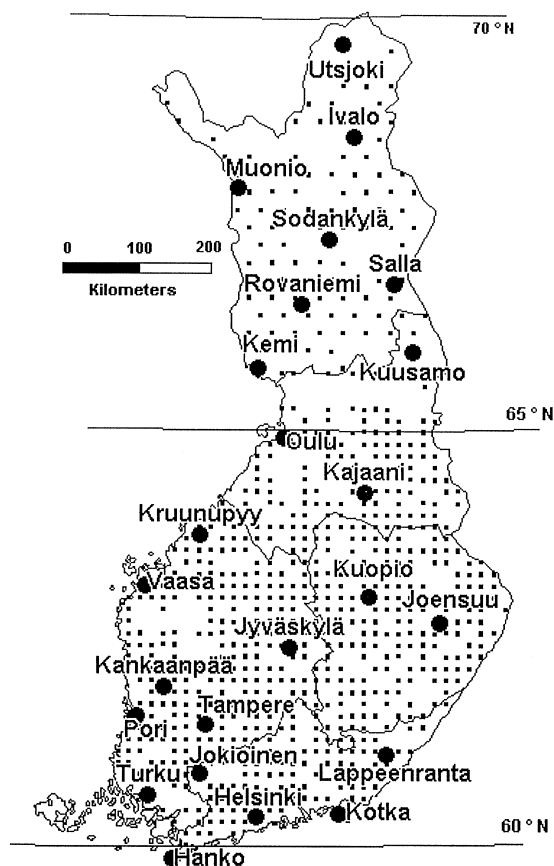 70 ° N
Utsjoki
Ivalo
Muonio
Sodankylä
0 100 200
Salla
Kilometers
Rovaniemi
Kemi
Kuusamo
65 ° N
Oulu
Kajaani
Kruunupyy
Kuopio
Vaasa
Joensuu
Jyväskylä
Kankaanpää
Tampere
Pori
Jokioinen
Lappeenranta
Turku
Helsinki
Kotka
60 ° N
Hanko